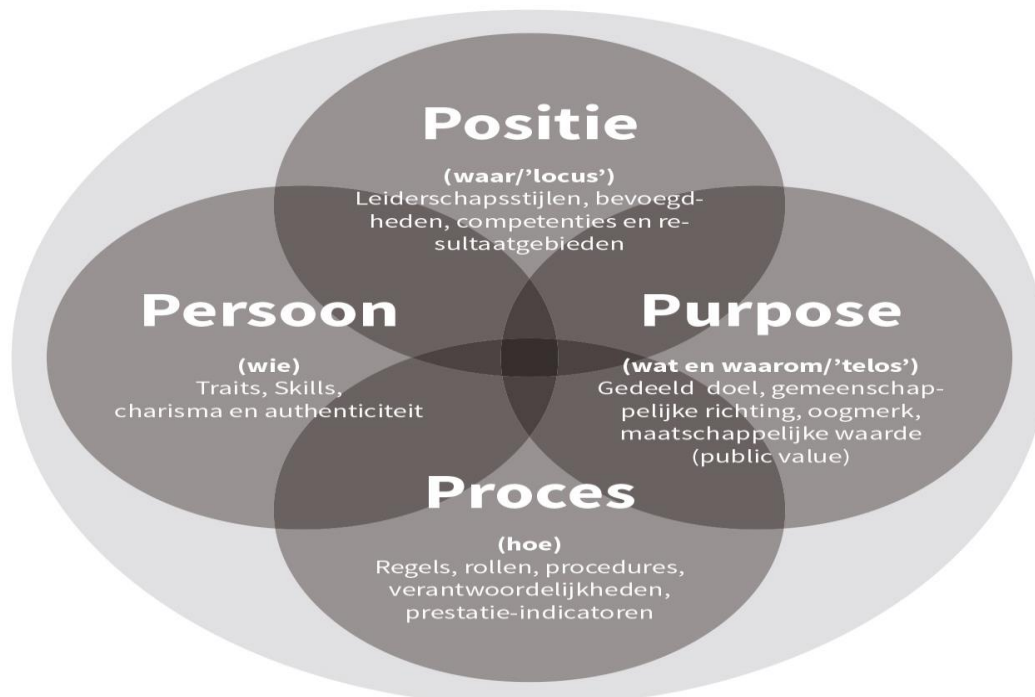 Positie
(waar/’locus’)
Leiderschapsstijlen, bevoegd-
heden, competenties en re-
sultaatgebieden
Persoon
(wie)
Traits, Skills,
charisma en authenticiteit
Purpose
(wat en waarom/’telos’)
Gedeeld doel, gemeenschap-
pelijke richting, oogmerk,
maatschappelijke waarde
(public value)
Proces
(hoe)
Regels, rollen, procedures,
verantwoordelijkheden,
prestatie-indicatoren